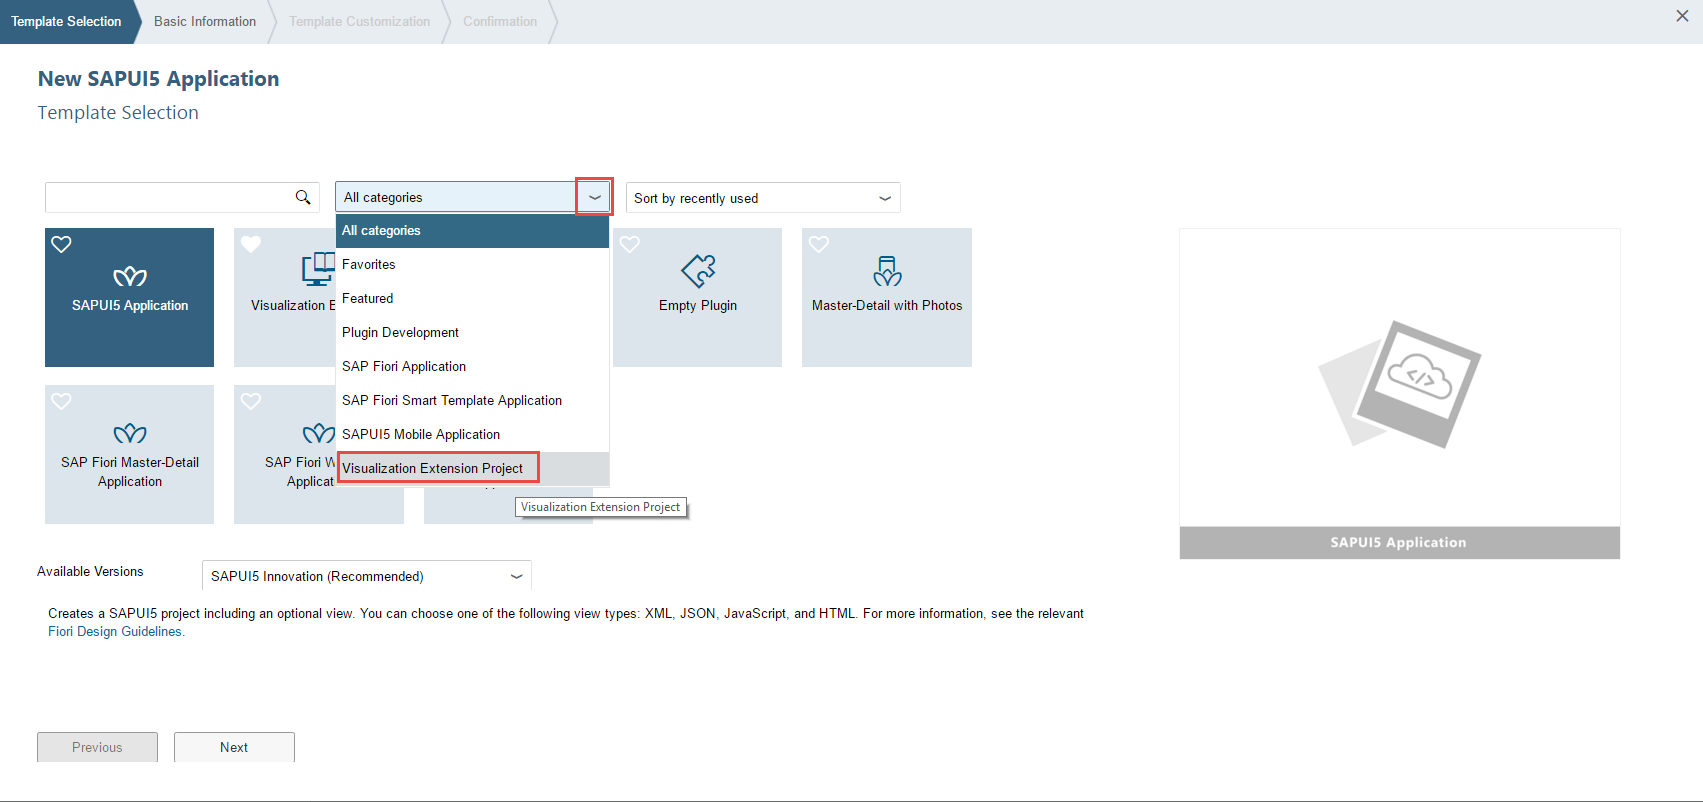 Template Selection
Basic Information
Template Customization
Confirmation
New SAPUI5 Application
Template Selection
All categories
Sort by recently used
All categories
Favorites
Featured
Plugin Development
SAP Fiori Application
SAP Fiori Smart Template Application
SAPUI5 Mobile Application
Visualization Extension Project
Visualization Extension Project
SAPUI5 Application
Visualization E
Empty Plugin
Master-Detail with Photos
SAP Fiori Master-Detail
Application
SAP Fiori W
Applicat
SAPUI5 Application
Available Versions
SAPUI5 Innovation (Recommended)
Creates a SAPUI5 project including an optional view. You can choose one of the following view types: XML, JSON, JavaScript, and HTML. For more information, see the relevant
Fiori Design Guidelines.
Previous
Next